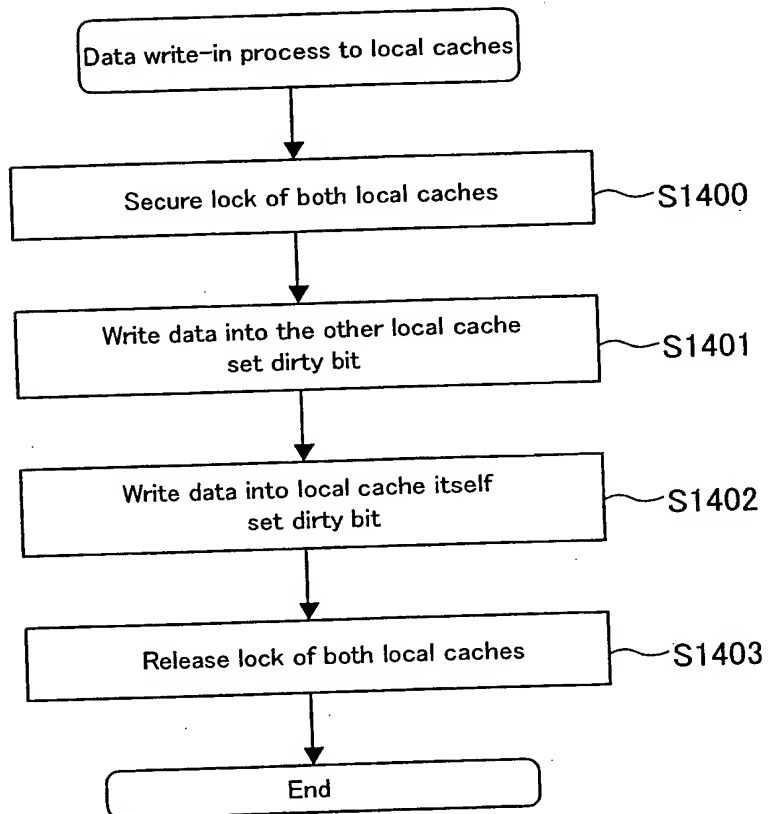 Data write-in process to local caches
Secure lock of both local caches
S1400
Write data into the other local cache
set dirty bit
S1401
Write data into local cache itself
set dirty bit
S1402
Release lock of both local caches
S1403
End